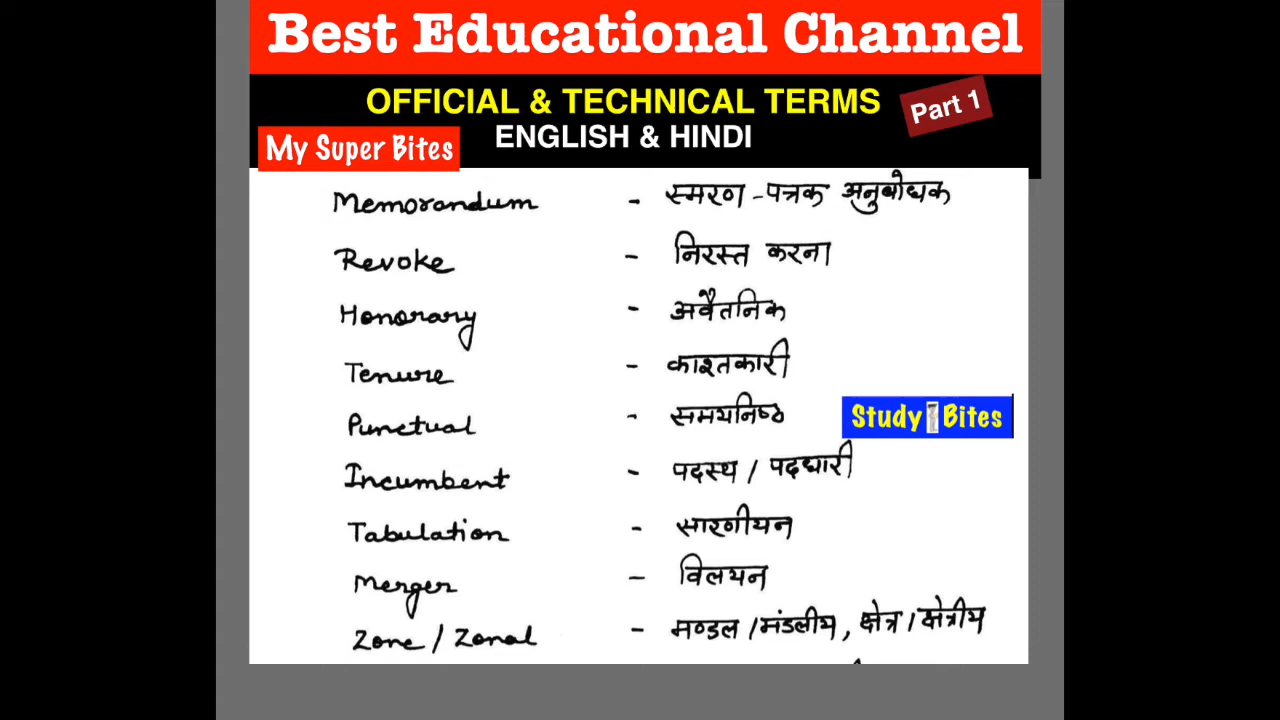 Best Educational Channel
OFFICIAL & TECHNICAL TERMS Part 1
ENGLISH & HINDI
My Super Bites
Memorandum - स्मरण-पत्रक अनुबोधक
Revoke - निरस्त करना
Honorary - अवैतनिक
Tenure - काश्तकारी
Punctual - समयनिष्ठ
Study Bites
Incumbent - पदस्थ / पदधारी
Tabulation - सारणीयन
Merger - विलयन
Zone / Zonal - मण्डल / मंडलीय, क्षेत्र / क्षेत्रीय